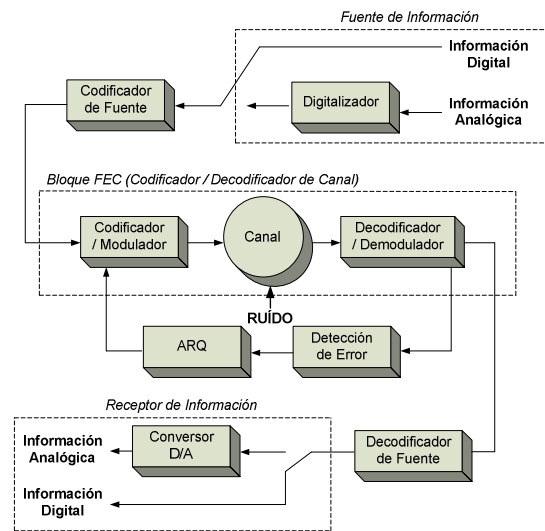 Fuente de Información
Información
Digital
Codificador
de Fuente
Digitalizador
Información
Analógica
Bloque FEC (Codificador / Decodificador de Canal)
Codificador
/ Modulador
Canal
Decodificador
/ Demodulador
RUÍDO
ARQ
Detección
de Error
Receptor de Información
Información
Analógica
Conversor
D/A
Decodificador
de Fuente
Información
Digital